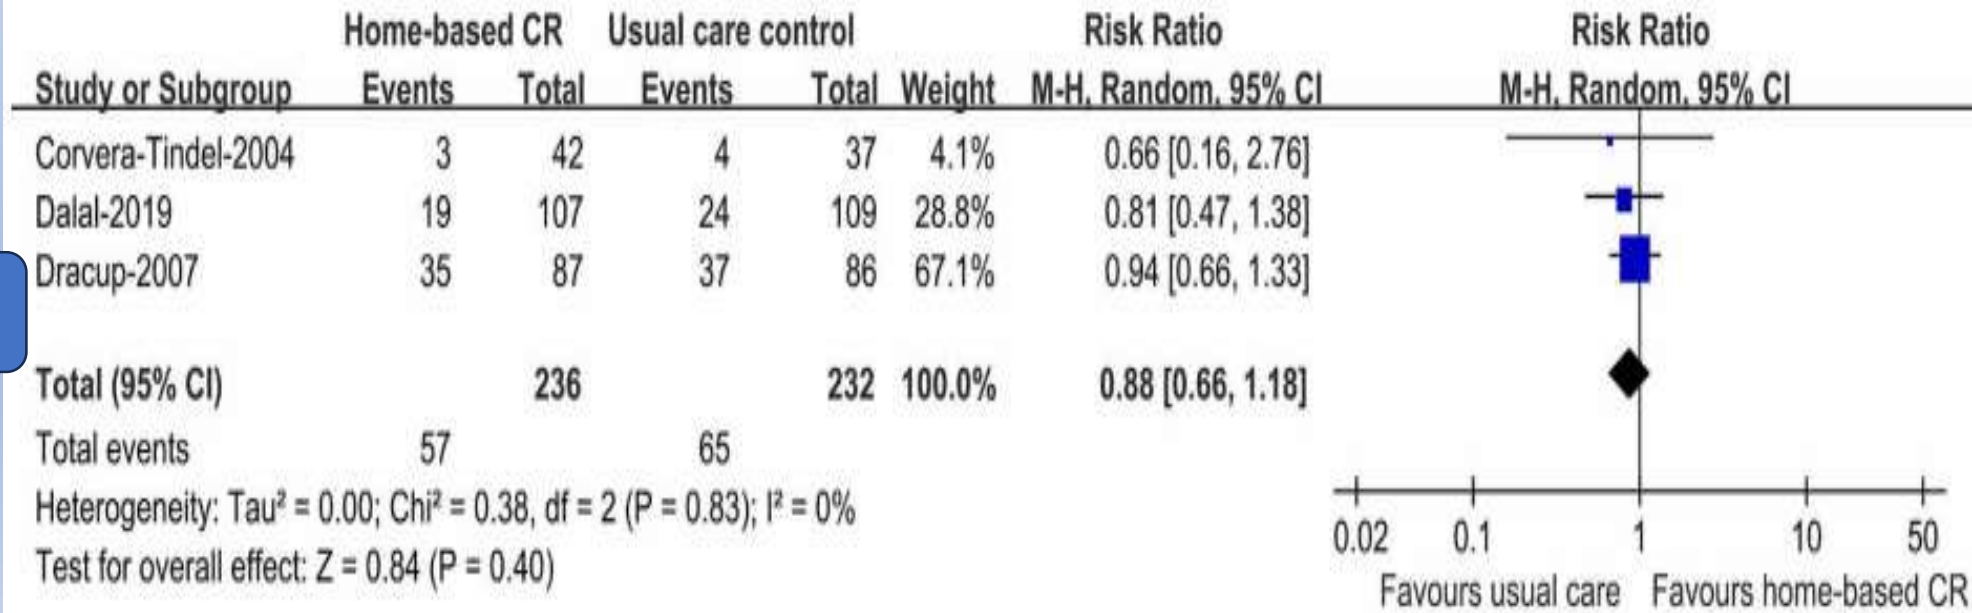 Home-based CR Usual care control Risk Ratio Risk Ratio
Study or Subgroup Events Total Events Total Weight M-H, Random, 95% CI M-H, Random, 95% CI
Corvera-Tindel-2004 3 42 4 37 4.1% 0.66 [0.16, 2.76]
Dalal-2019 19 107 24 109 28.8% 0.81 [0.47, 1.38]
Dracup-2007 35 87 37 86 67.1% 0.94 [0.66, 1.33]
Total (95% CI) 236 232 100.0% 0.88 [0.66, 1.18]
Total events 57 65
Heterogeneity: Tau² = 0.00; Chi² = 0.38, df = 2 (P = 0.83); I² = 0%
Test for overall effect: Z = 0.84 (P = 0.40)
0.02 0.1 1 10 50
Favours usual care Favours home-based CR